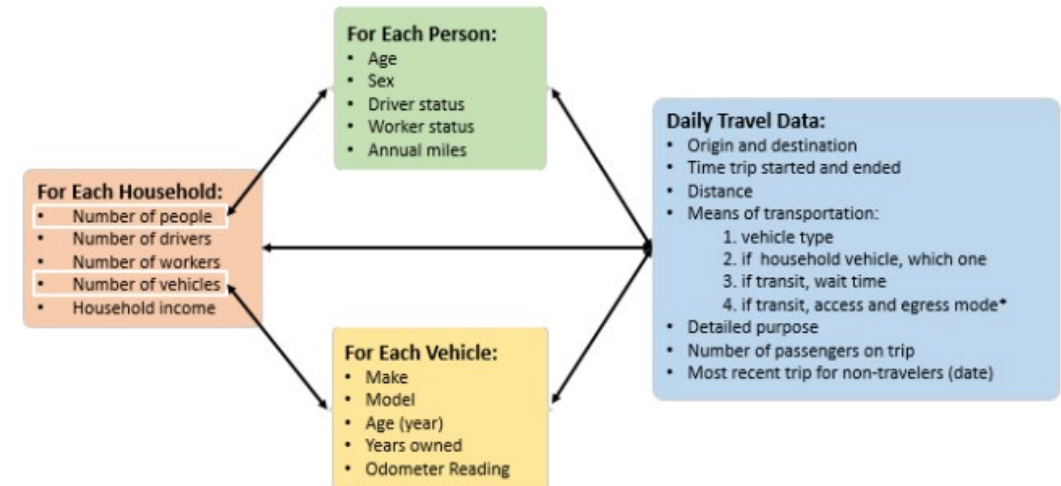 For Each Person:
• Age
• Sex
• Driver status
• Worker status
• Annual miles
For Each Household:
• Number of people
• Number of drivers
• Number of workers
• Number of vehicles
• Household income
For Each Vehicle:
• Make
• Model
• Age (year)
• Years owned
• Odometer Reading
Daily Travel Data:
• Origin and destination
• Time trip started and ended
• Distance
• Means of transportation:
1. vehicle type
2. if household vehicle, which one
3. if transit, wait time
4. if transit, access and egress mode*
• Detailed purpose
• Number of passengers on trip
• Most recent trip for non-travelers (date)